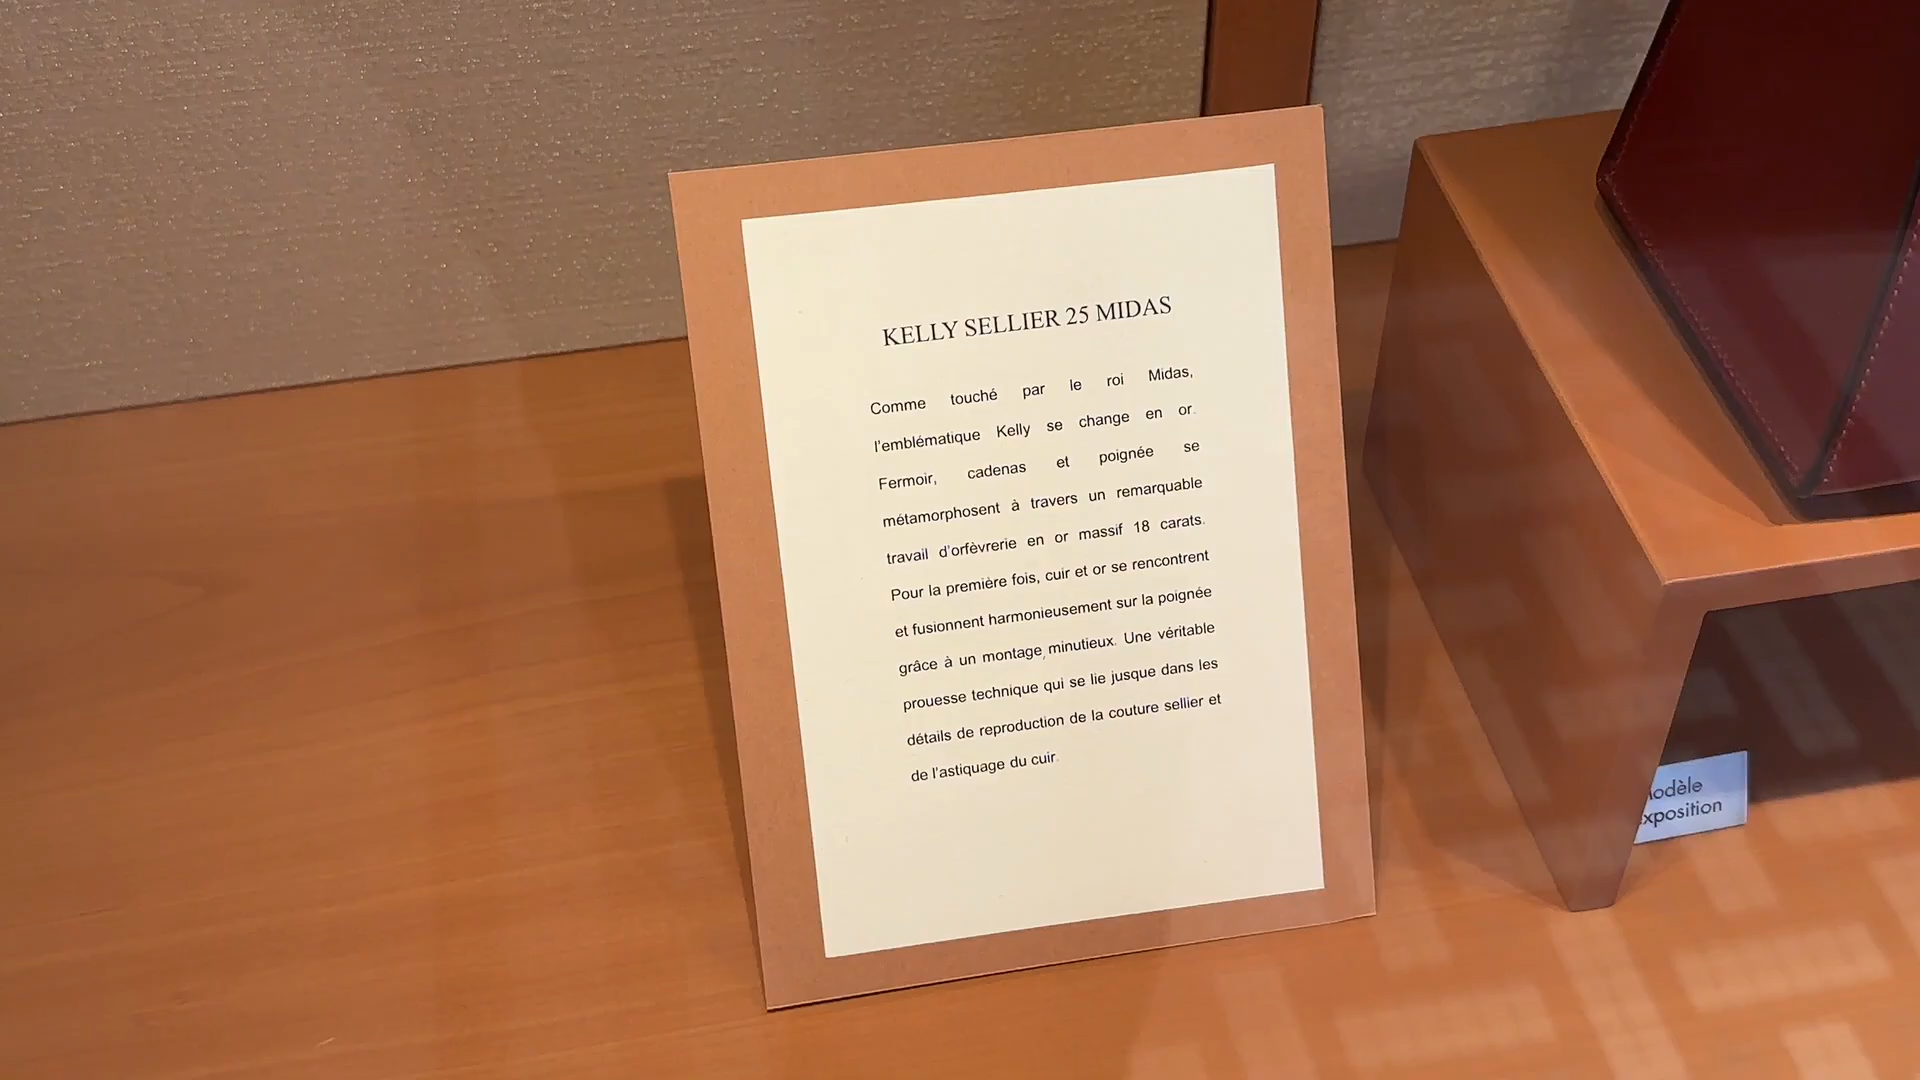 KELLY SELLIER 25 MIDAS
Comme touché par le roi Midas,
l'emblématique Kelly se change en or.
Fermoir, cadenas et poignée se
métamorphosent à travers un remarquable
travail d'orfèvrerie en or massif 18 carats.
Pour la première fois, cuir et or se rencontrent
et fusionnent harmonieusement sur la poignée
grâce à un montage minutieux. Une véritable
prouesse technique qui se lie jusque dans les
détails de reproduction de la couture sellier et
de l'astiquage du cuir.
odèle
xposition